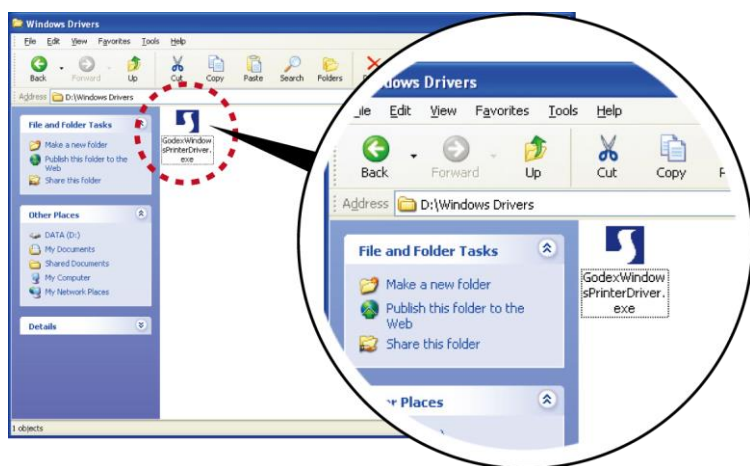 Windows Drivers
File Edit View Favorites Tools Help
Back Forward Up Cut Copy Paste Search Folders
Address D:\Windows Drivers
File and Folder Tasks
Make a new folder
Publish this folder to the
Web
Share this folder
Other Places
DATA (D:)
My Documents
Shared Documents
My Computer
My Network Places
Details
GodexWindow
sPrinterDriver.
exe
1 objects
Drivers
Edit View Favorites Tools Help
Back Forward Up Cut Copy
Address D:\Windows Drivers
File and Folder Tasks
Make a new folder
Publish this folder to the
Web
Share this folder
Places
GodexWindow
sPrinterDriver.
exe